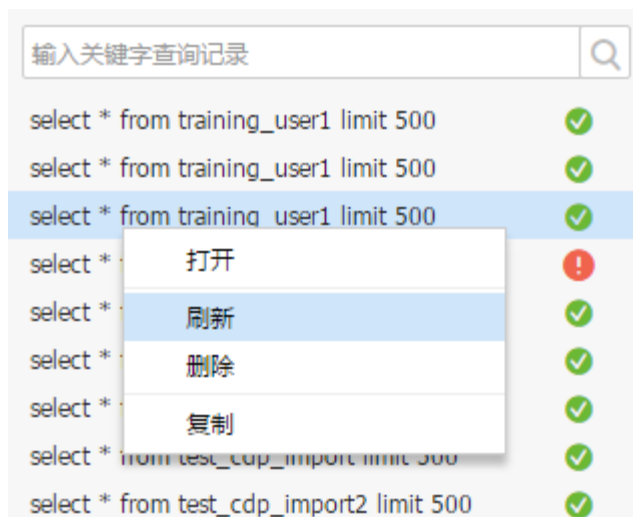 输入关键字查询记录
select * from training_user1 limit 500
select * from training_user1 limit 500
select * from training_user1 limit 500
select *
打开
select *
刷新
select *
删除
select *
复制
select * from test_cdp_import limit 500
select * from test_cdp_import2 limit 500